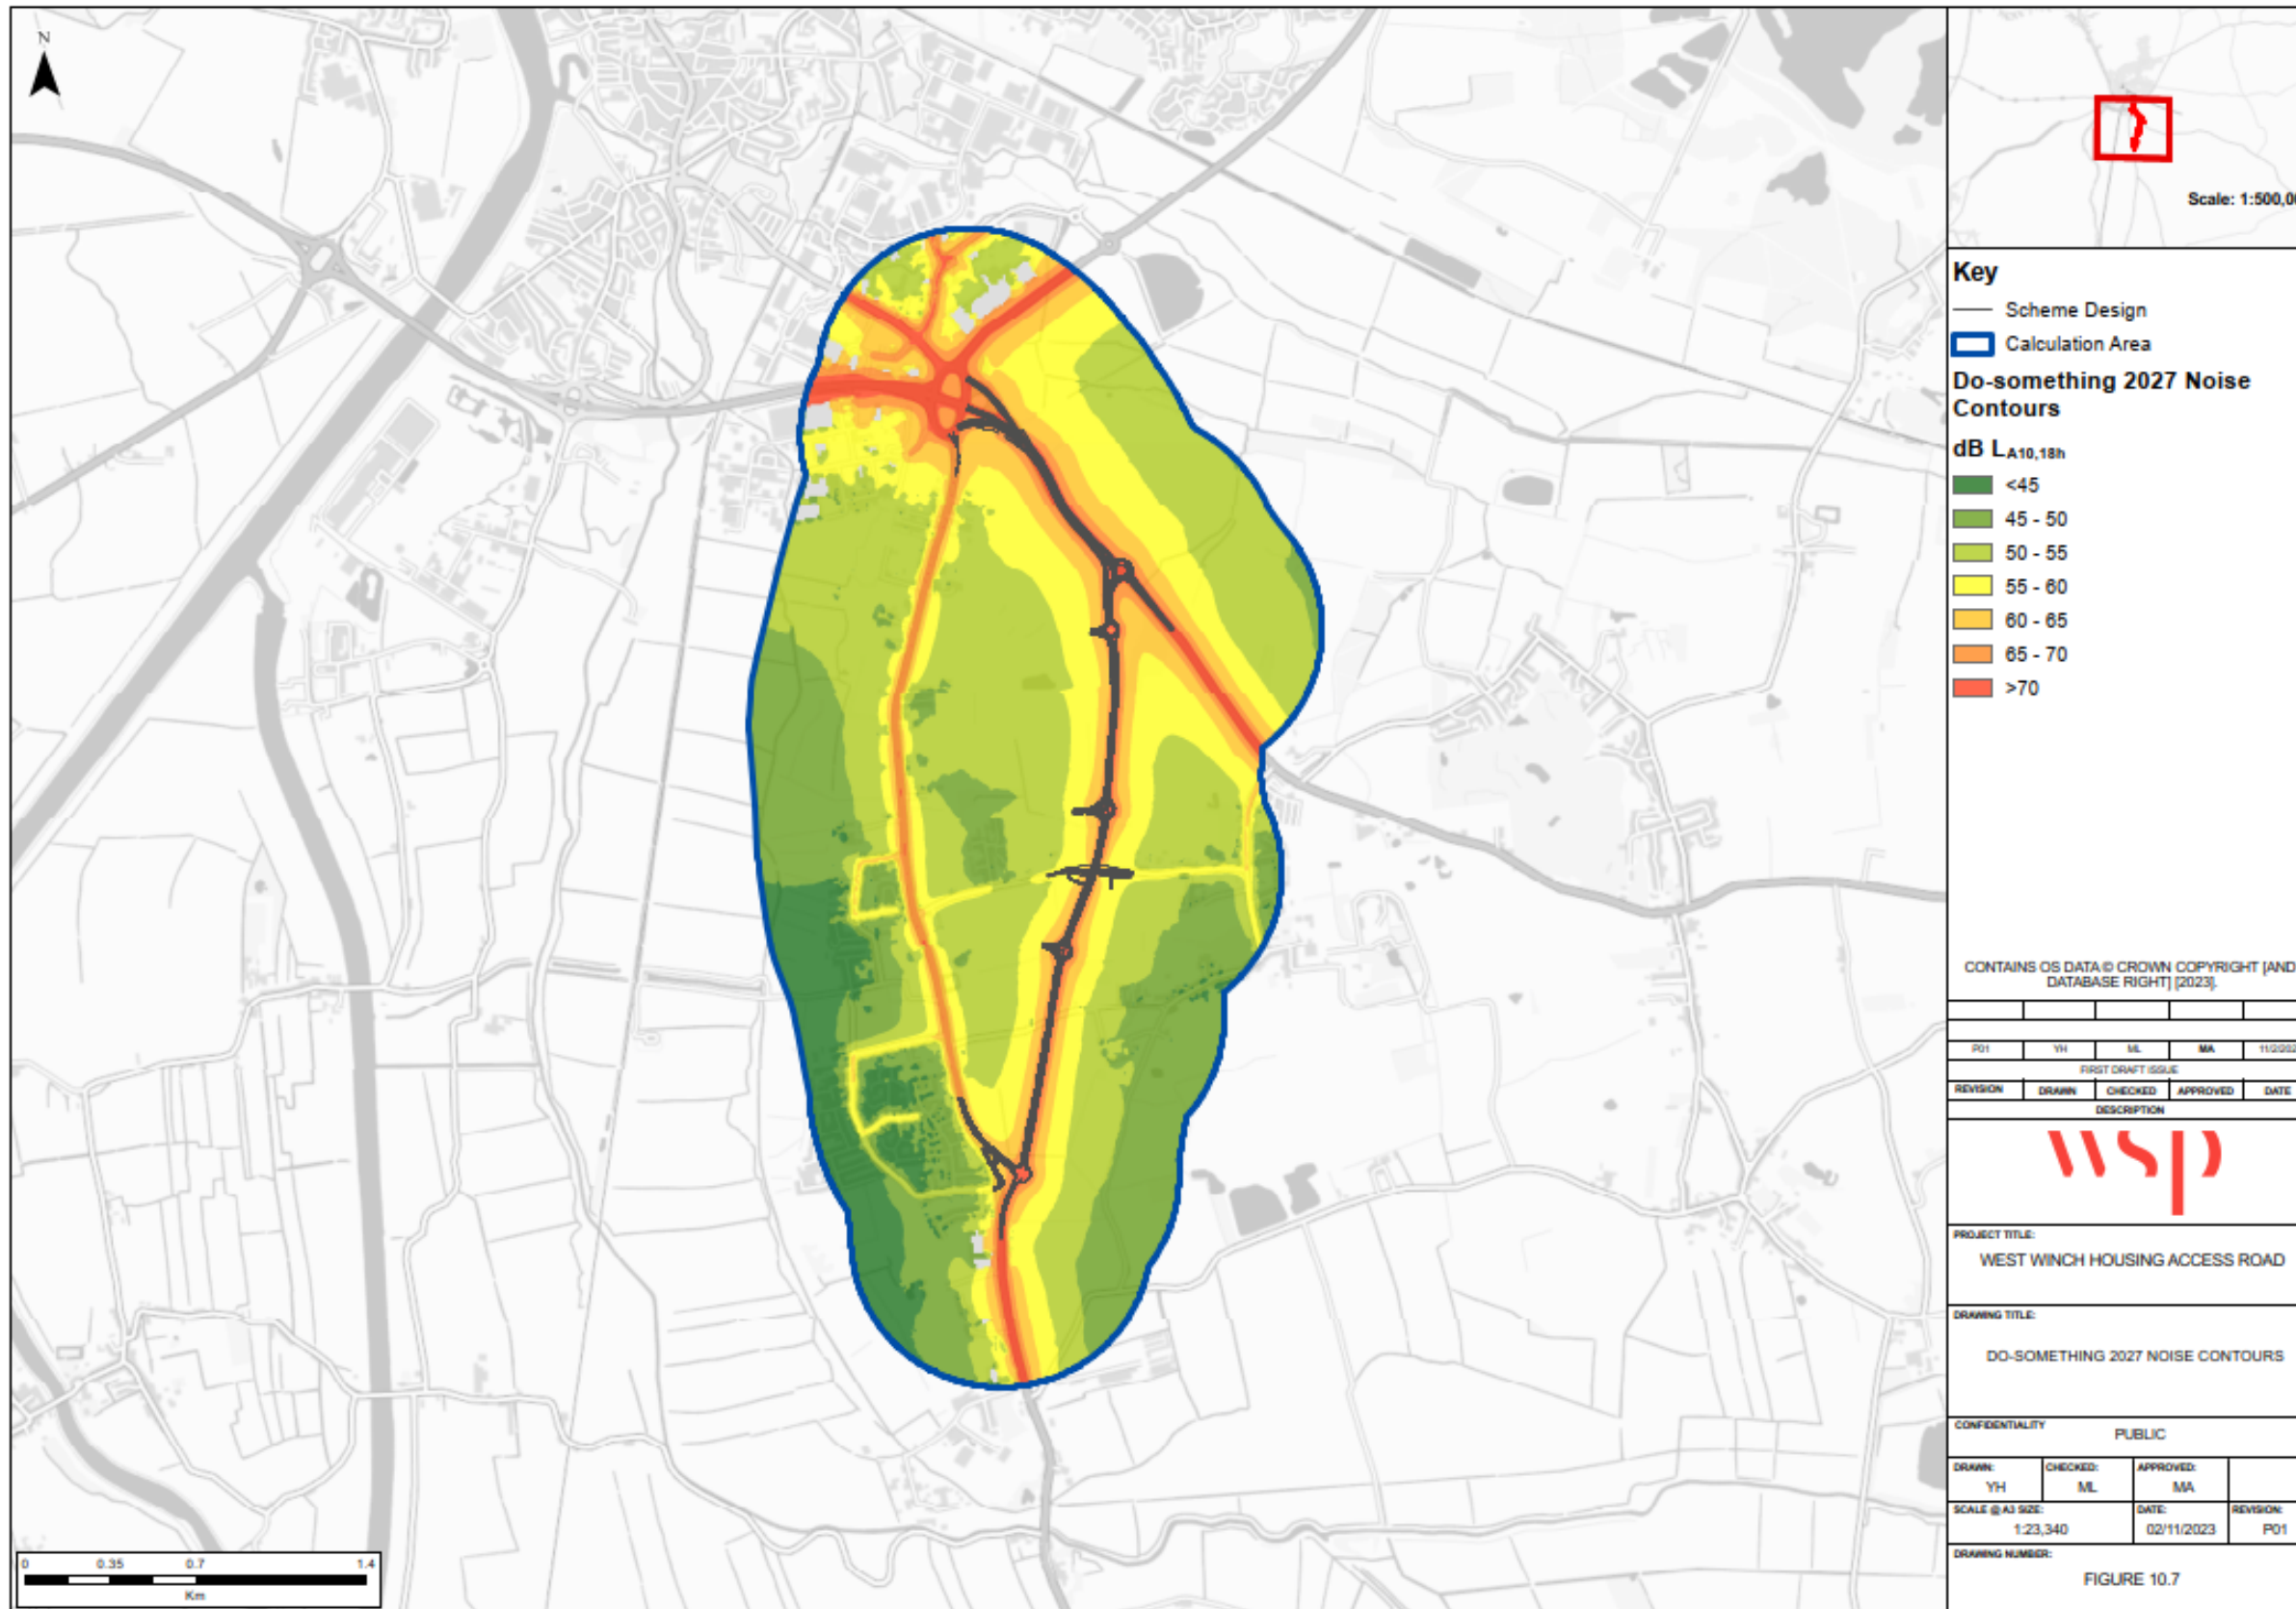 N
Scale: 1:500,00
Key
Scheme Design
Calculation Area
Do-something 2027 Noise
Contours
dB LA10,18h
<45
45 - 50
50 - 55
55 - 60
60 - 65
65 - 70
>70
CONTAINS OS DATA © CROWN COPYRIGHT [AND
DATABASE RIGHT] [2023].
P01 YH ML MA 11/2/202
FIRST DRAFT ISSUE
REVISION DRAWN CHECKED APPROVED DATE
DESCRIPTION
wsp
PROJECT TITLE:
WEST WINCH HOUSING ACCESS ROAD
DRAWING TITLE:
DO-SOMETHING 2027 NOISE CONTOURS
CONFIDENTIALITY
PUBLIC
DRAWN: CHECKED: APPROVED:
YH ML MA
SCALE @ A3 SIZE: DATE: REVISION:
1:23,340 02/11/2023 P01
DRAWING NUMBER:
FIGURE 10.7
0 0.35 0.7 1.4
Km